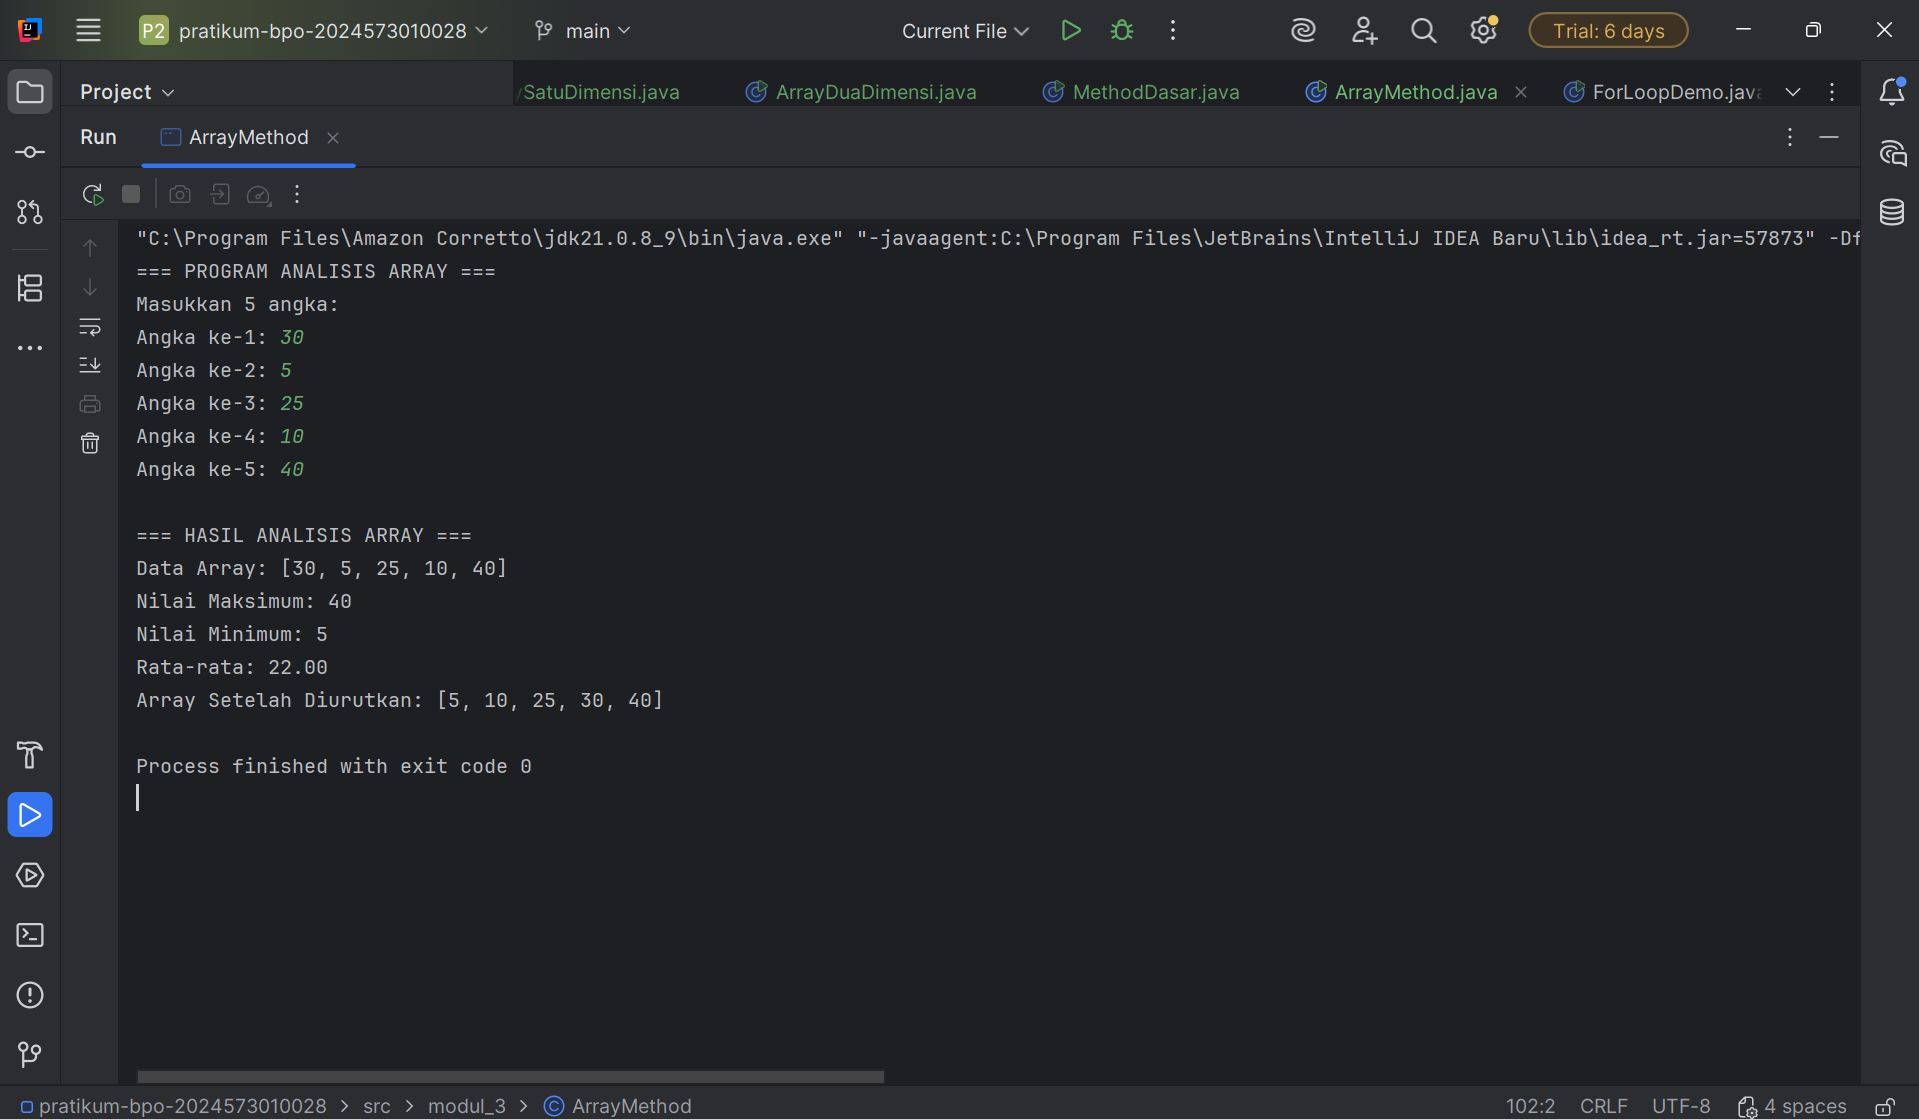 P2 pratikum-bpo-2024573010028 main Current File Trial: 6 days
Project /SatuDimensi.java ArrayDuaDimensi.java MethodDasar.java ArrayMethod.java ForLoopDemo.java
Run ArrayMethod
"C:\Program Files\Amazon Corretto\jdk21.0.8_9\bin\java.exe" "-javaagent:C:\Program Files\JetBrains\IntelliJ IDEA Baru\lib\idea_rt.jar=57873" -Df
=== PROGRAM ANALISIS ARRAY ===
Masukkan 5 angka:
Angka ke-1: 30
Angka ke-2: 5
Angka ke-3: 25
Angka ke-4: 10
Angka ke-5: 40
=== HASIL ANALISIS ARRAY ===
Data Array: [30, 5, 25, 10, 40]
Nilai Maksimum: 40
Nilai Minimum: 5
Rata-rata: 22.00
Array Setelah Diurutkan: [5, 10, 25, 30, 40]
Process finished with exit code 0
pratikum-bpo-2024573010028 > src > modul_3 > ArrayMethod 102:2 CRLF UTF-8 4 spaces